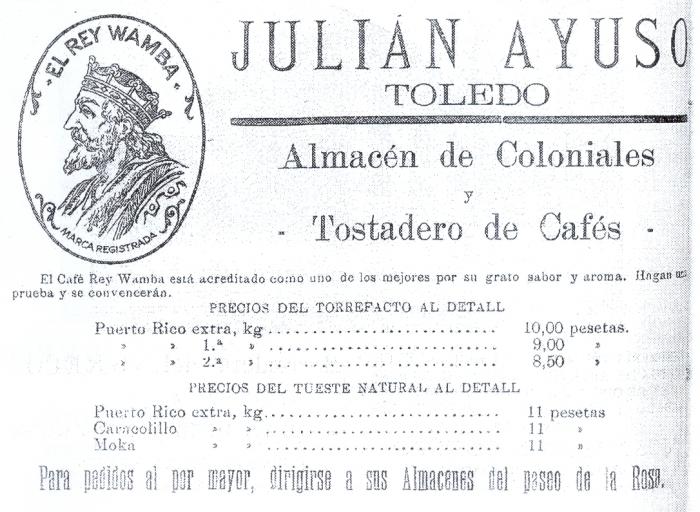 EL REY WAMBA
MARCA REGISTRADA
JULIÁN AYUSO
TOLEDO
Almacén de Coloniales
y
- Tostadero de Cafés -
El Café Rey Wamba está acreditado como uno de los mejores por su grato sabor y aroma. Hagan una
prueba y se convencerán.
PRECIOS DEL TORREFACTO AL DETALL
Puerto Rico extra, kg.............................. 10,00 pesetas.
» » 1.ª » .............................. 9,00 »
» » 2.ª » .............................. 8,50 »
PRECIOS DEL TUESTE NATURAL AL DETALL
Puerto Rico extra, kg.............................. 11 pesetas
Caracolillo » » .............................. 11 »
Moka » » .............................. 11 »
Para pedidos al por mayor, dirigirse a sus Almacenes del paseo de la Rosa.